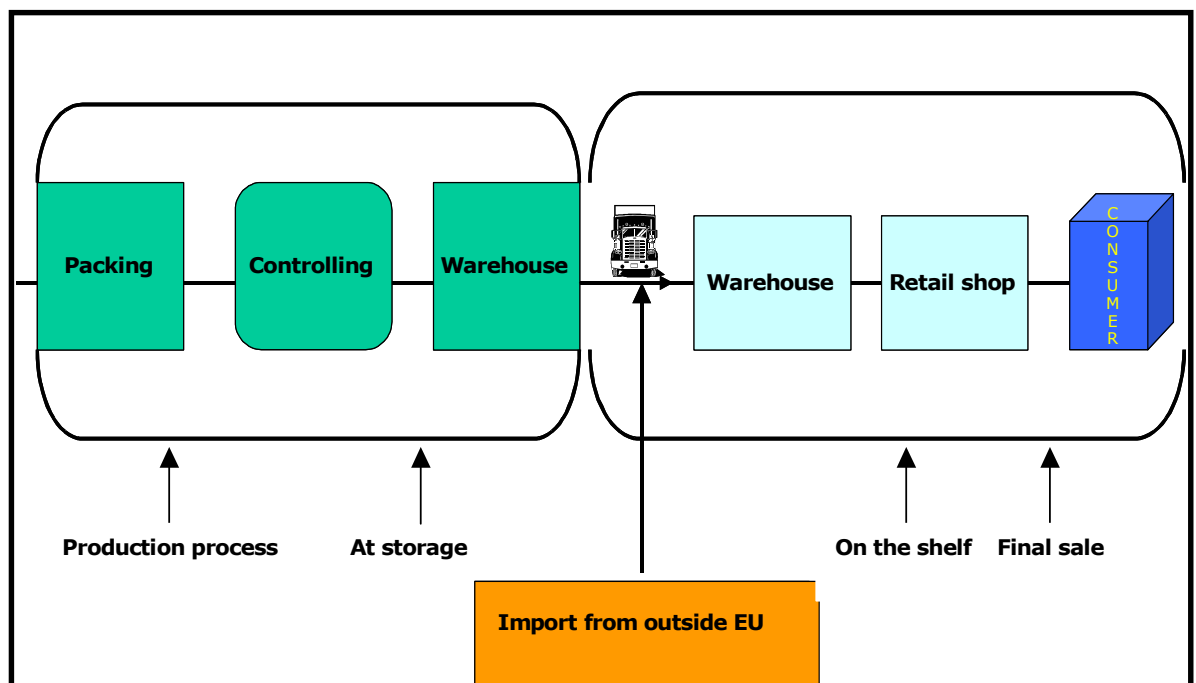 Packing
Controlling
Warehouse
Warehouse
Retail shop
CONSUMER
Production process
At storage
On the shelf
Final sale
Import from outside EU